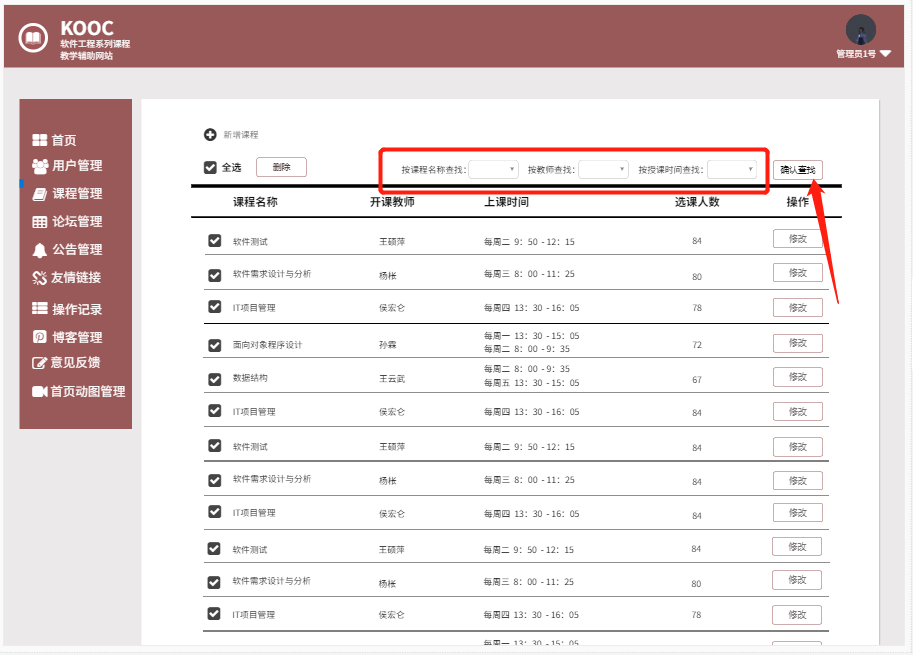 KOOC
软件工程系列课程
教学辅助网站
管理员1号
首页
用户管理
课程管理
论坛管理
公告管理
友情链接
操作记录
博客管理
意见反馈
首页动图管理
新增课程
全选 删除 按课程名称查找: 按教师查找: 按授课时间查找: 确认查找
课程名称 开课教师 上课时间 选课人数 操作
软件测试 王硕萍 每周二 9：50 - 12：15 84 修改
软件需求设计与分析 杨枨 每周三 8：00 - 11：25 80 修改
IT项目管理 侯宏仑 每周四 13：30 - 16：05 78 修改
面向对象程序设计 孙霖 每周一 13：30 - 15：05 72 修改
每周二 8：00 - 9：35
数据结构 王云武 每周二 8：00 - 9：35 67 修改
每周五 13：30 - 15：05
IT项目管理 侯宏仑 每周四 13：30 - 16：05 84 修改
软件测试 王硕萍 每周二 9：50 - 12：15 84 修改
软件需求设计与分析 杨枨 每周三 8：00 - 11：25 84 修改
IT项目管理 侯宏仑 每周四 13：30 - 16：05 84 修改
软件测试 王硕萍 每周二 9：50 - 12：15 84 修改
软件需求设计与分析 杨枨 每周三 8：00 - 11：25 80 修改
IT项目管理 侯宏仑 每周四 13：30 - 16：05 78 修改
每周一 13：30 - 15：05